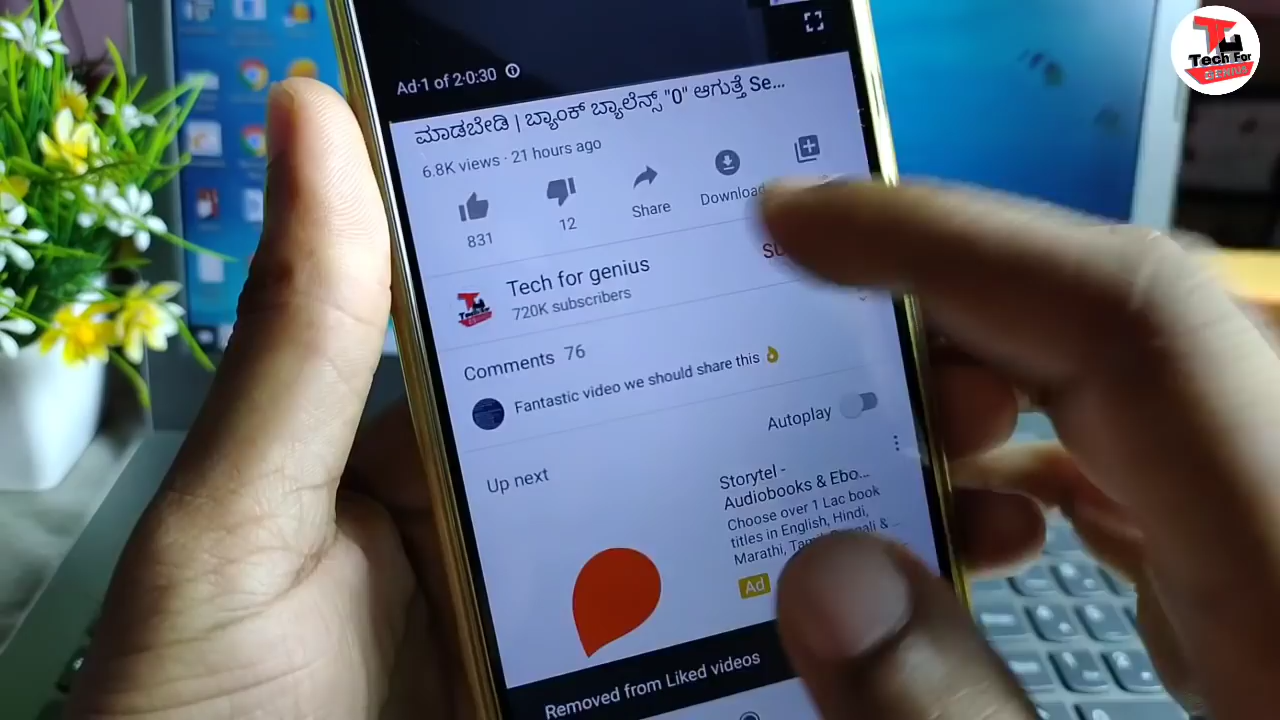 Tech For
GENIUS
Ad·1 of 2·0:30
ಮಾಡಬೇಡಿ | ಬ್ಯಾಂಕ್ ಬ್ಯಾಲೆನ್ಸ್ "0" ಆಗುತ್ತೆ Se...
6.8K views · 21 hours ago
831
12
Share
Download
Tech for genius
720K subscribers
Comments 76
Fantastic video we should share this 👌
Autoplay
Up next
Storytel -
Audiobooks & Ebo...
Choose over 1 Lac book
titles in English, Hindi,
Marathi,
Ad
Removed from Liked videos